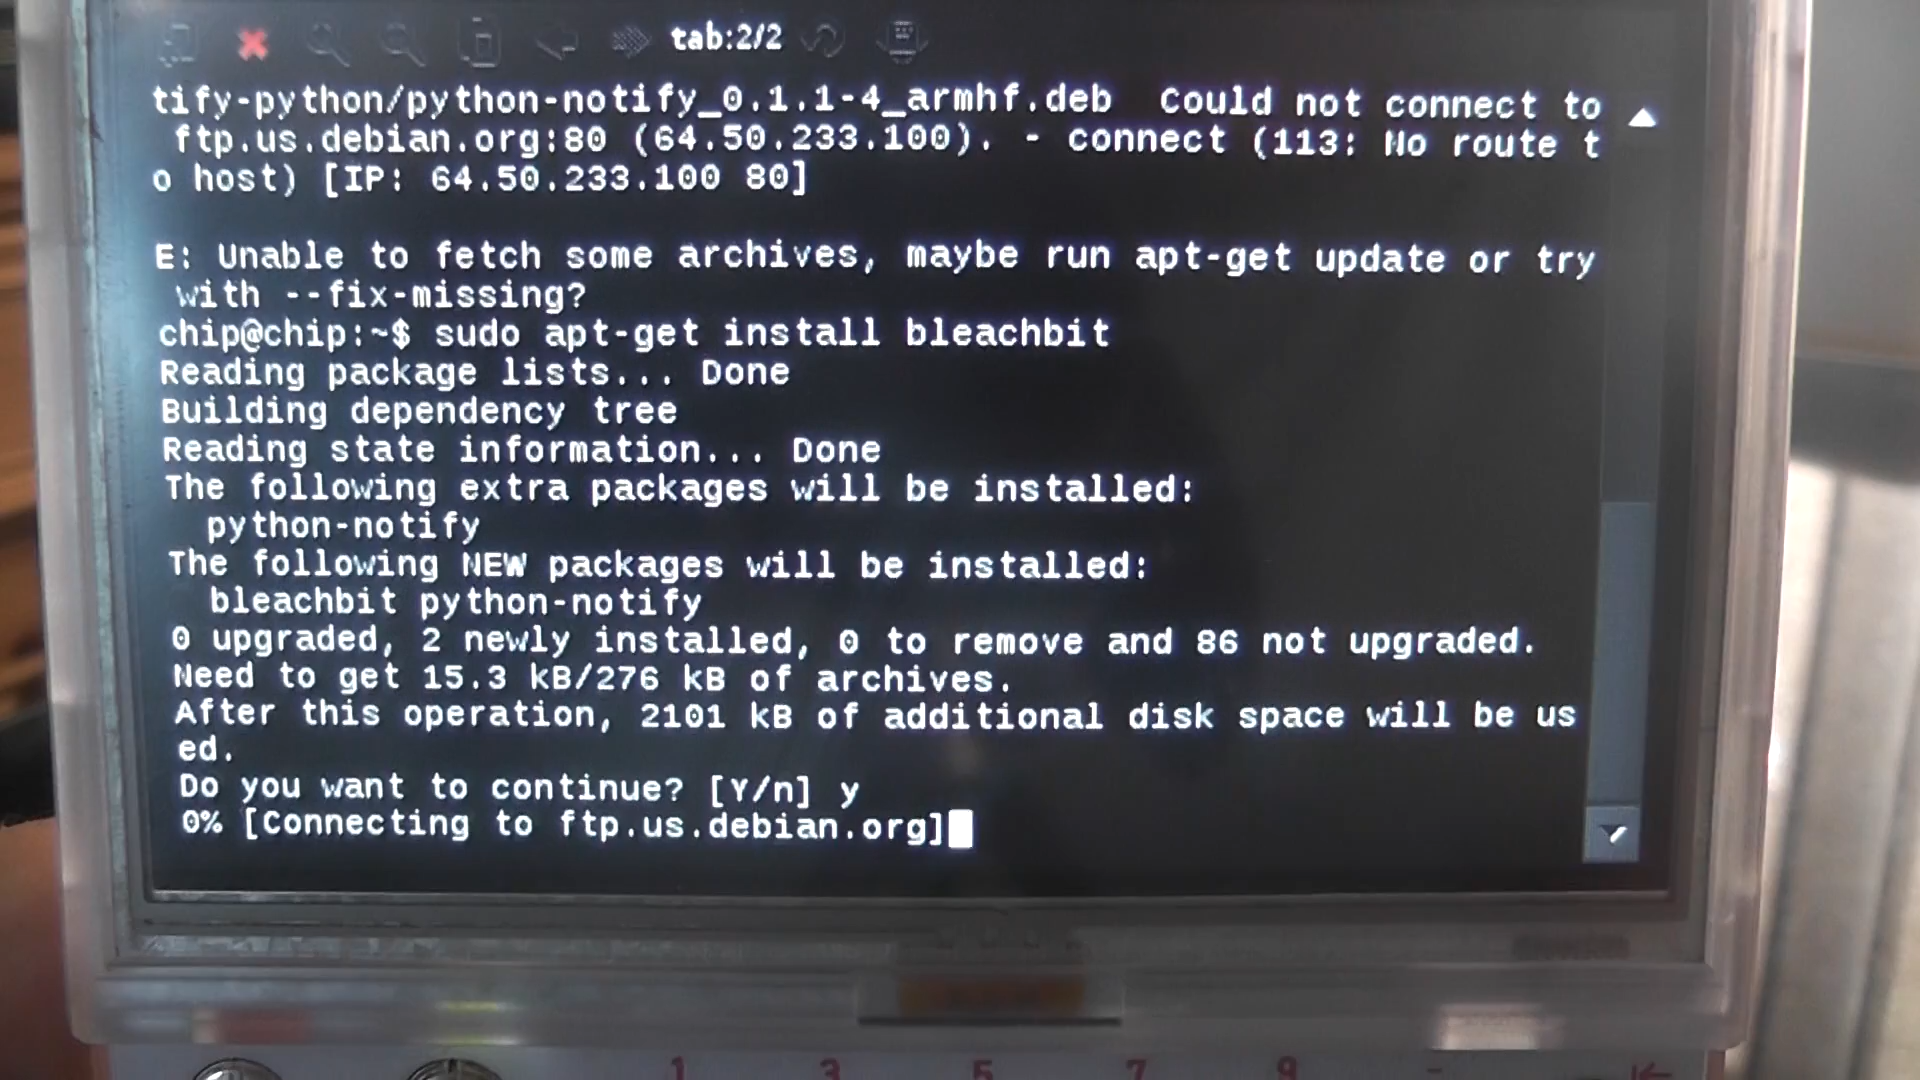 tab:2/2
tify-python/python-notify_0.1.1-4_armhf.deb  Could not connect to
ftp.us.debian.org:80 (64.50.233.100). - connect (113: No route t
o host) [IP: 64.50.233.100 80]
E: Unable to fetch some archives, maybe run apt-get update or try
with --fix-missing?
chip@chip:~$ sudo apt-get install bleachbit
Reading package lists... Done
Building dependency tree
Reading state information... Done
The following extra packages will be installed:
python-notify
The following NEW packages will be installed:
bleachbit python-notify
0 upgraded, 2 newly installed, 0 to remove and 86 not upgraded.
Need to get 15.3 kB/276 kB of archives.
After this operation, 2101 kB of additional disk space will be us
ed.
Do you want to continue? [Y/n] y
0% [Connecting to ftp.us.debian.org]
1 3 5 7 9 -